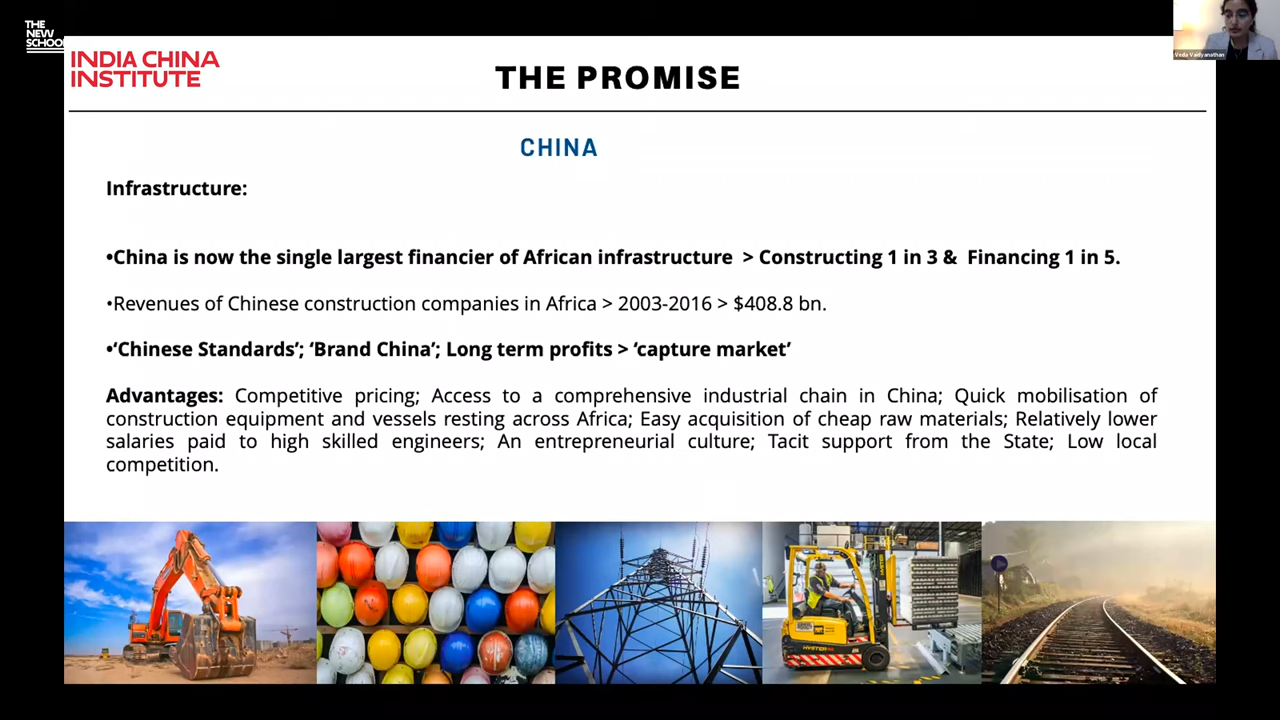 THE
NEW
SCHOOL
Veda Vaidyanathan
INDIA CHINA
INSTITUTE
THE PROMISE
CHINA
Infrastructure:
•China is now the single largest financier of African infrastructure > Constructing 1 in 3 & Financing 1 in 5.
•Revenues of Chinese construction companies in Africa > 2003-2016 > $408.8 bn.
•‘Chinese Standards’; ‘Brand China’; Long term profits > ‘capture market’
Advantages: Competitive pricing; Access to a comprehensive industrial chain in China; Quick mobilisation of
construction equipment and vessels resting across Africa; Easy acquisition of cheap raw materials; Relatively lower
salaries paid to high skilled engineers; An entrepreneurial culture; Tacit support from the State; Low local
competition.
HYSTER